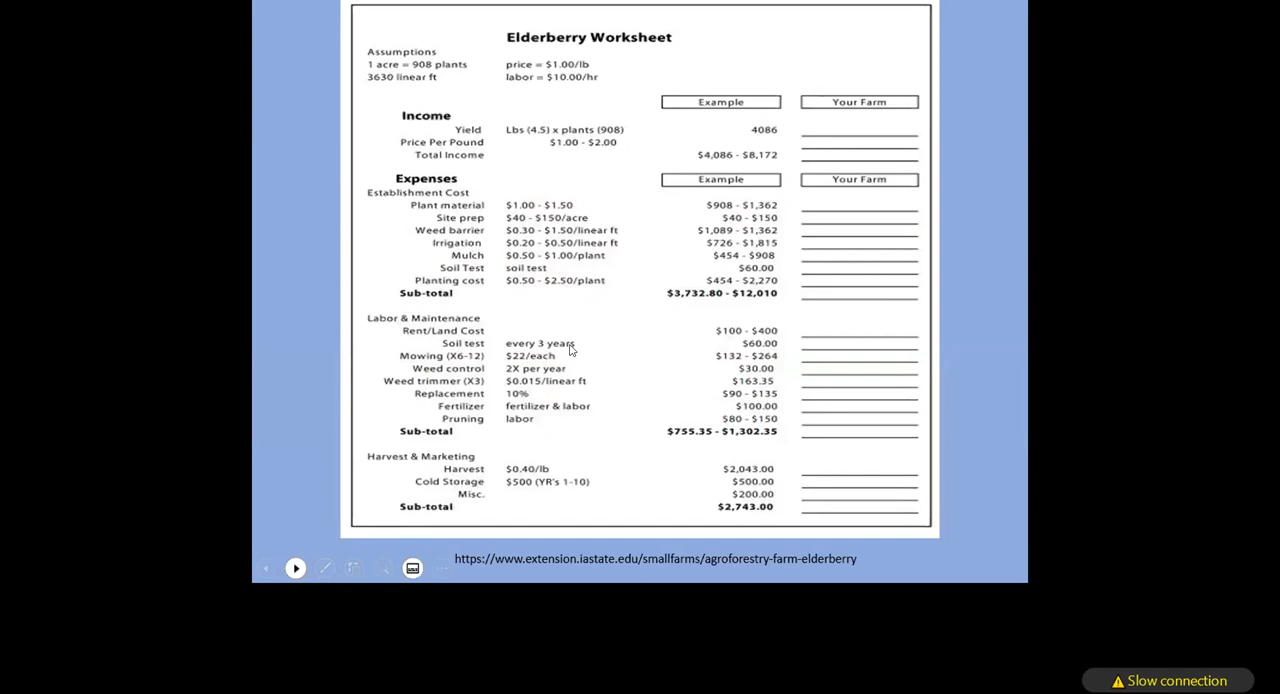 Elderberry Worksheet
Assumptions
1 acre = 908 plants price = $1.00/lb
3630 linear ft labor = $10.00/hr
Example Your Farm
Income
Yield Lbs (4.5) x plants (908) 4086
Price Per Pound $1.00 - $2.00
Total Income $4,086 - $8,172
Expenses Example Your Farm
Establishment Cost
Plant material $1.00 - $1.50 $908 - $1,362
Site prep $40 - $150/acre $40 - $150
Weed barrier $0.30 - $1.50/linear ft $1,089 - $1,362
Irrigation $0.20 - $0.50/linear ft $726 - $1,815
Mulch $0.50 - $1.00/plant $454 - $908
Soil Test soil test $60.00
Planting cost $0.50 - $2.50/plant $454 - $2,270
Sub-total $3,732.80 - $12,010
Labor & Maintenance
Rent/Land Cost $100 - $400
Soil test every 3 years $60.00
Mowing (X6-12) $22/each $132 - $264
Weed control 2X per year $30.00
Weed trimmer (X3) $0.015/linear ft $163.35
Replacement 10% $90 - $135
Fertilizer fertilizer & labor $100.00
Pruning labor $80 - $150
Sub-total $755.35 - $1,302.35
Harvest & Marketing
Harvest $0.40/lb $2,043.00
Cold Storage $500 (YR's 1-10) $500.00
Misc. $200.00
Sub-total $2,743.00
https://www.extension.iastate.edu/smallfarms/agroforestry-farm-elderberry
Slow connection